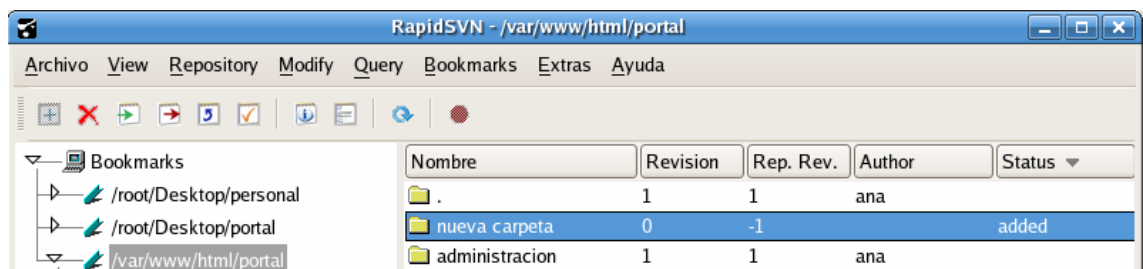 RapidSVN - /var/www/html/portal
Archivo View Repository Modify Query Bookmarks Extras Ayuda
Bookmarks
/root/Desktop/personal
/root/Desktop/portal
/var/www/html/portal
Nombre Revision Rep. Rev. Author Status
. 1 1 ana
nueva carpeta 0 -1 added
administracion 1 1 ana